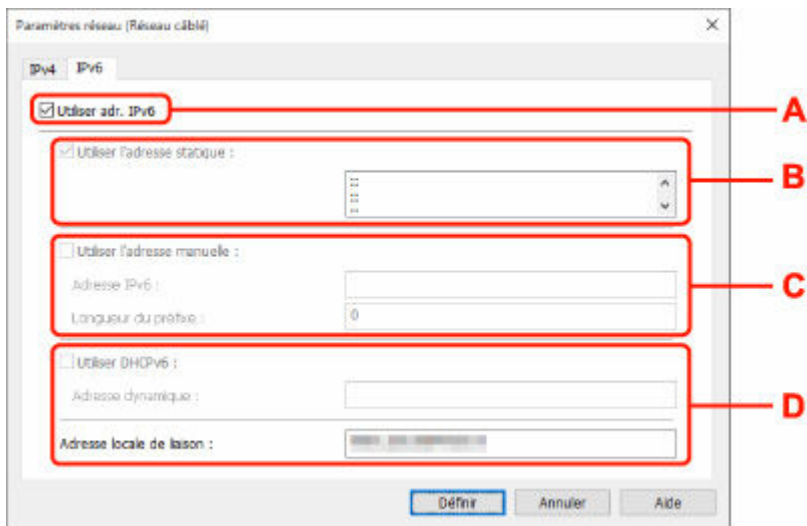 Paramètres réseau (Réseau câblé)
IPv4 IPv6
Utiliser adr. IPv6
A
Utiliser l'adresse statique :
::
::
::
B
Utiliser l'adresse manuelle :
Adresse IPv6 :
C
Longueur du préfixe : 0
Utiliser DHCPv6 :
Adresse dynamique :
D
Adresse locale de liaison :
Définir Annuler Aide